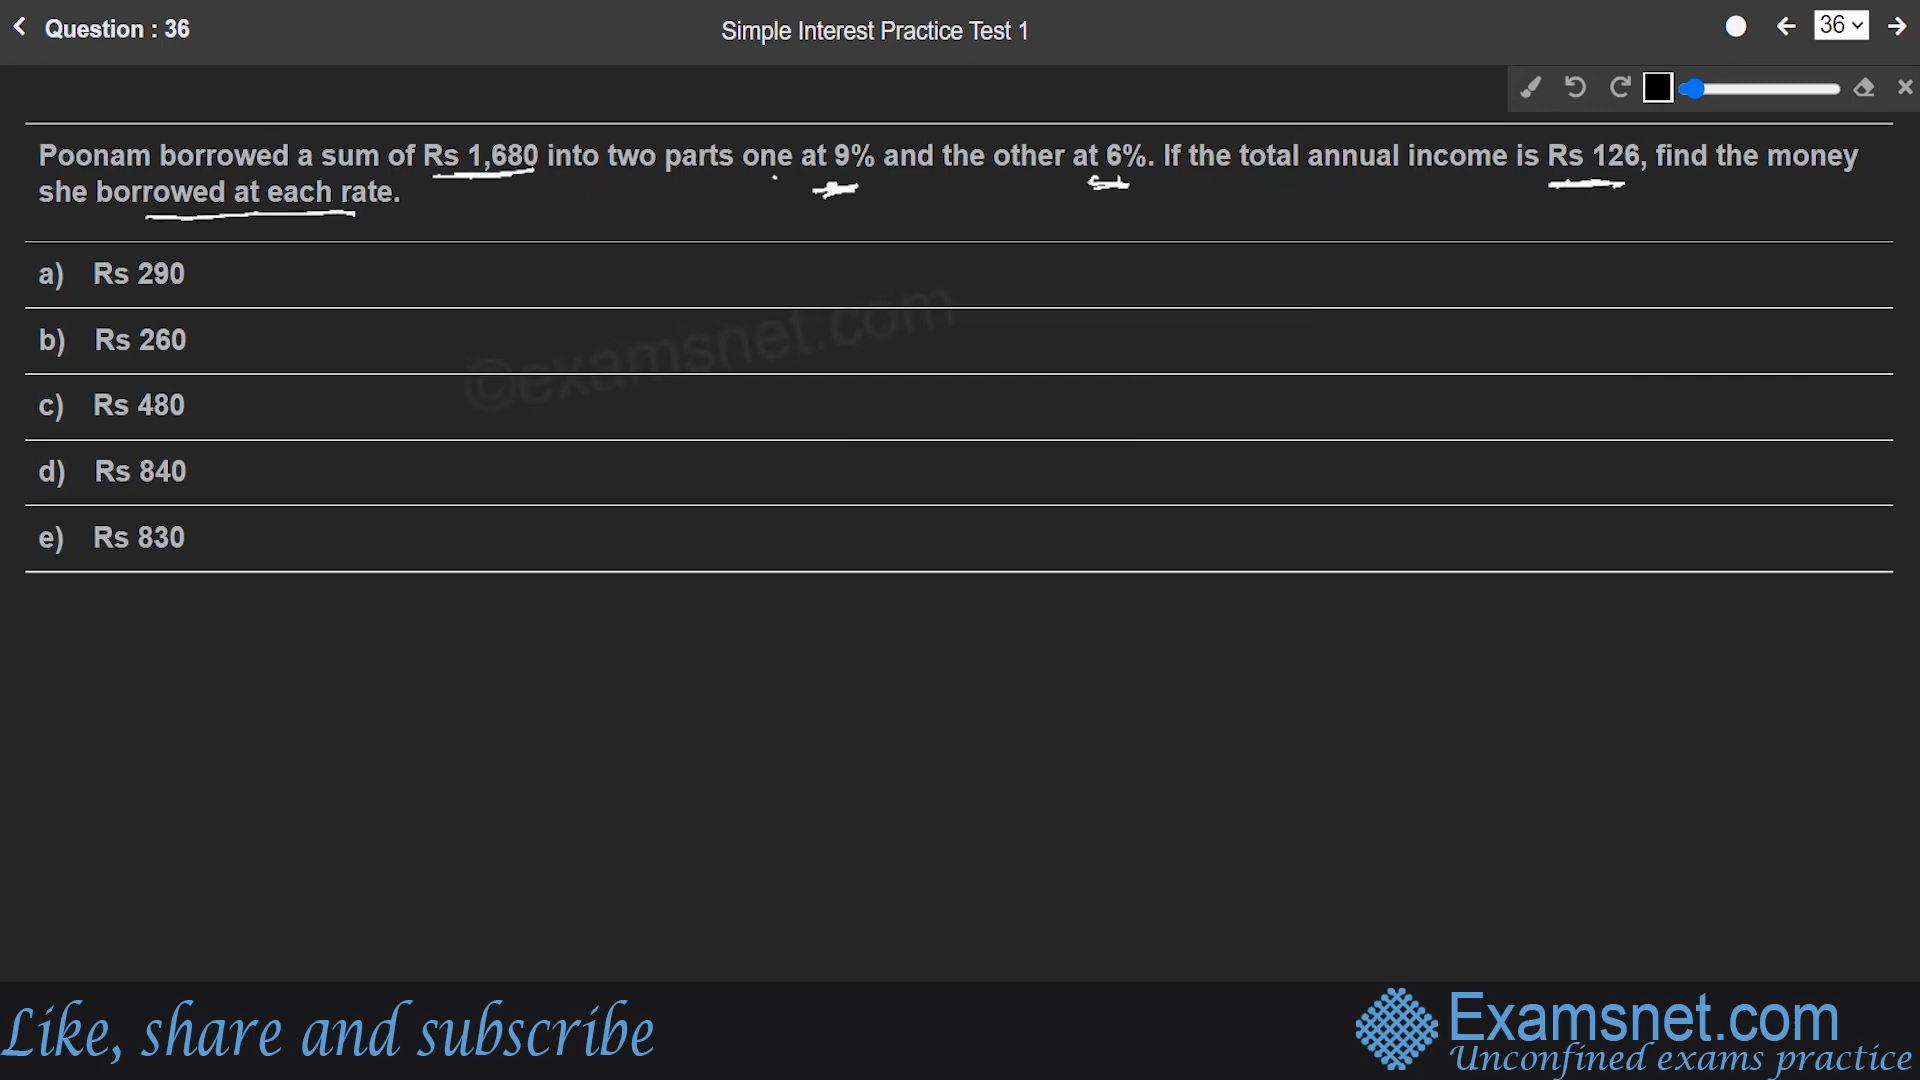 Question : 36
Simple Interest Practice Test 1
36
Poonam borrowed a sum of Rs 1,680 into two parts one at 9% and the other at 6%. If the total annual income is Rs 126, find the money
she borrowed at each rate.
a) Rs 290
©examsnet.com
b) Rs 260
c) Rs 480
d) Rs 840
e) Rs 830
Like, share and subscribe
Examsnet.com
Unconfined exams practice